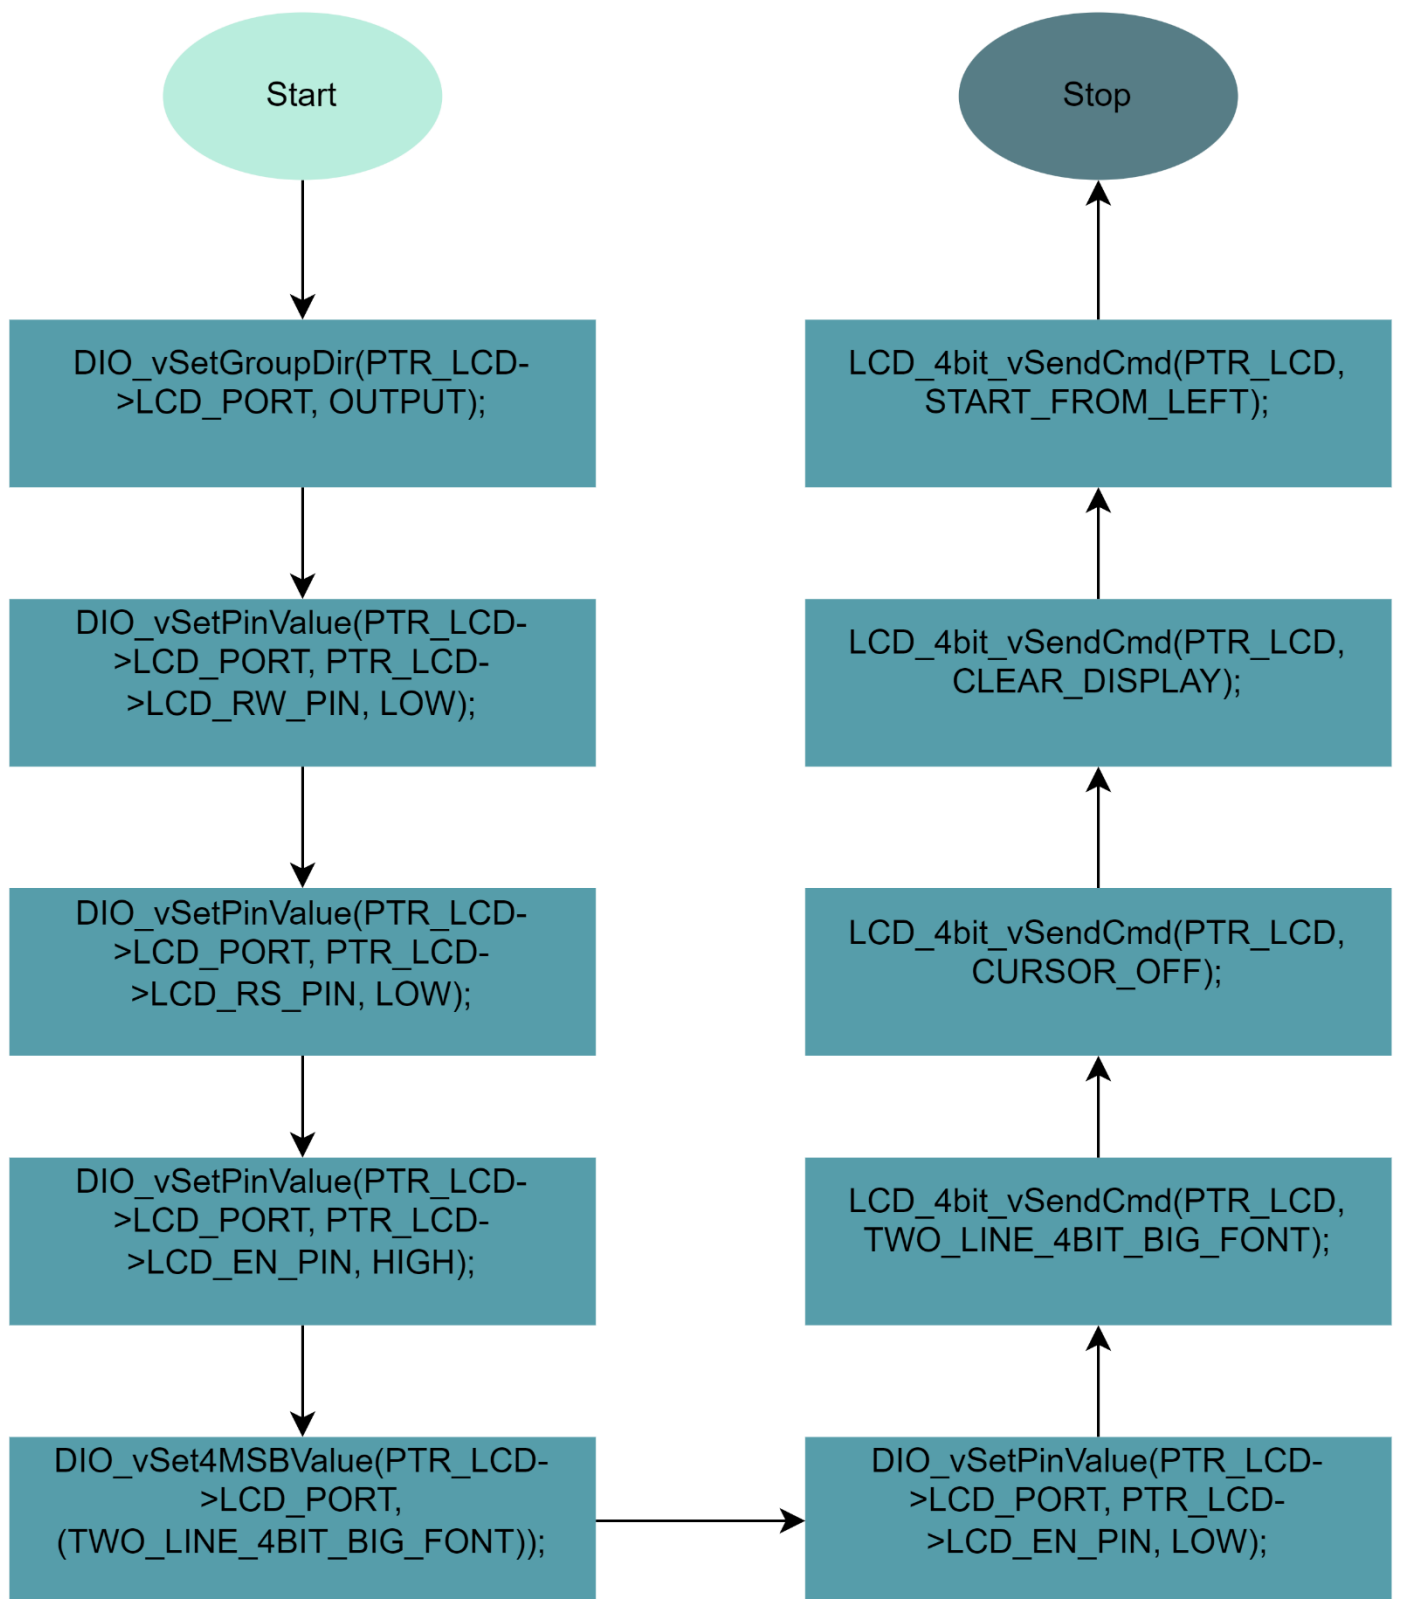 Start
DIO_vSetGroupDir(PTR_LCD-
>LCD_PORT, OUTPUT);
DIO_vSetPinValue(PTR_LCD-
>LCD_PORT, PTR_LCD-
>LCD_RW_PIN, LOW);
DIO_vSetPinValue(PTR_LCD-
>LCD_PORT, PTR_LCD-
>LCD_RS_PIN, LOW);
DIO_vSetPinValue(PTR_LCD-
>LCD_PORT, PTR_LCD-
>LCD_EN_PIN, HIGH);
DIO_vSet4MSBValue(PTR_LCD-
>LCD_PORT,
(TWO_LINE_4BIT_BIG_FONT));
DIO_vSetPinValue(PTR_LCD-
>LCD_PORT, PTR_LCD-
>LCD_EN_PIN, LOW);
LCD_4bit_vSendCmd(PTR_LCD,
TWO_LINE_4BIT_BIG_FONT);
LCD_4bit_vSendCmd(PTR_LCD,
CURSOR_OFF);
LCD_4bit_vSendCmd(PTR_LCD,
CLEAR_DISPLAY);
LCD_4bit_vSendCmd(PTR_LCD,
START_FROM_LEFT);
Stop